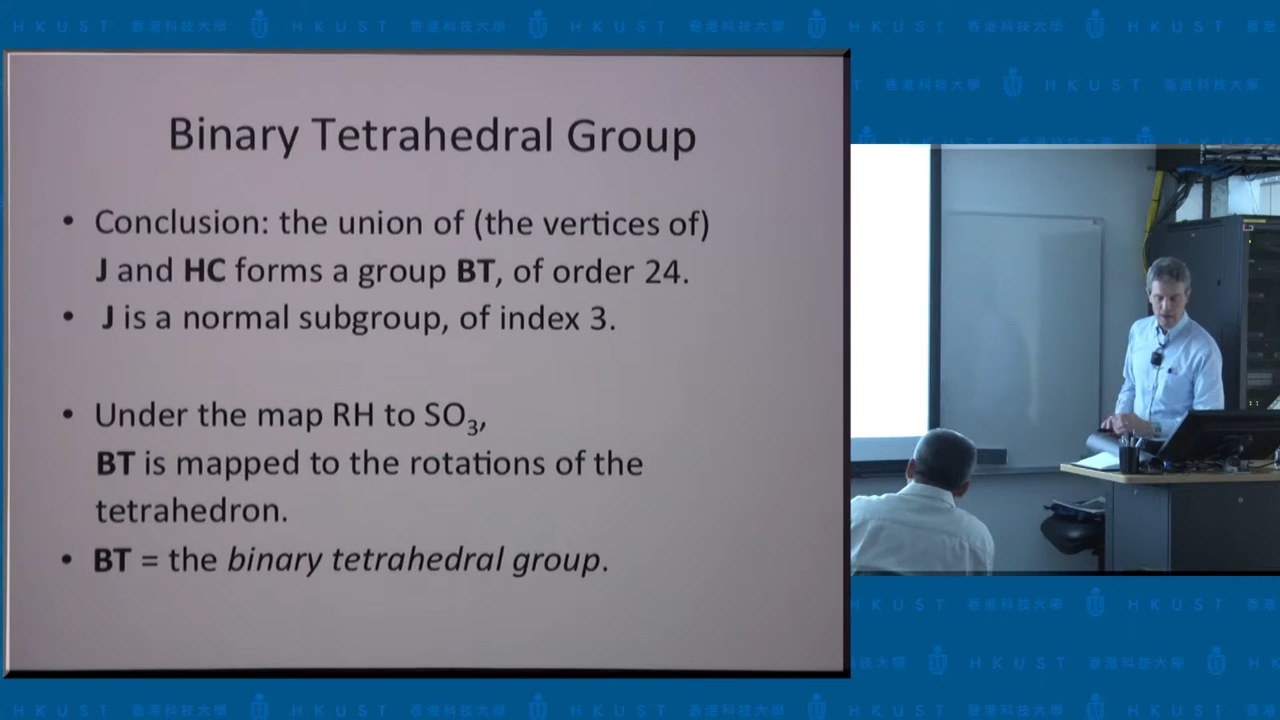 Binary Tetrahedral Group
• Conclusion: the union of (the vertices of)
J and HC forms a group BT, of order 24.
• J is a normal subgroup, of index 3.
• Under the map RH to SO₃,
BT is mapped to the rotations of the
tetrahedron.
• BT = the binary tetrahedral group.
HKUST 香港科技大學